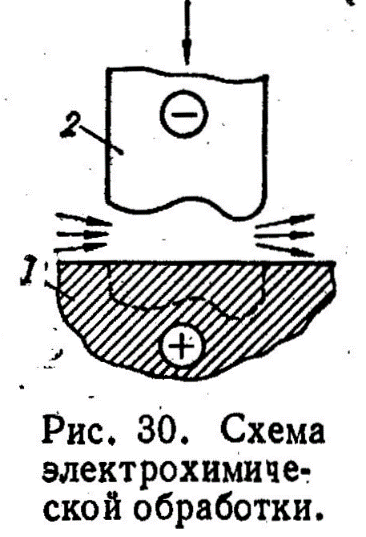 2
−
1
+
Рис. 30. Схема
электрохимиче-
ской обработки.